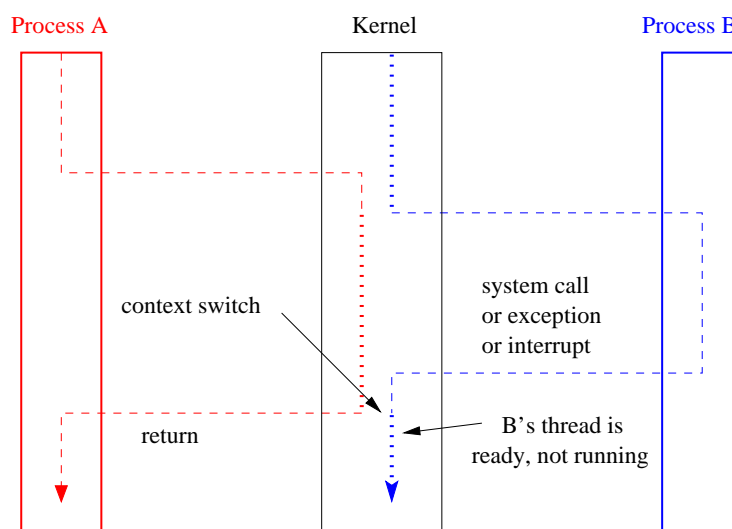 Process A
Kernel
Process B
system call
or exception
or interrupt
context switch
return
B's thread is
ready, not running